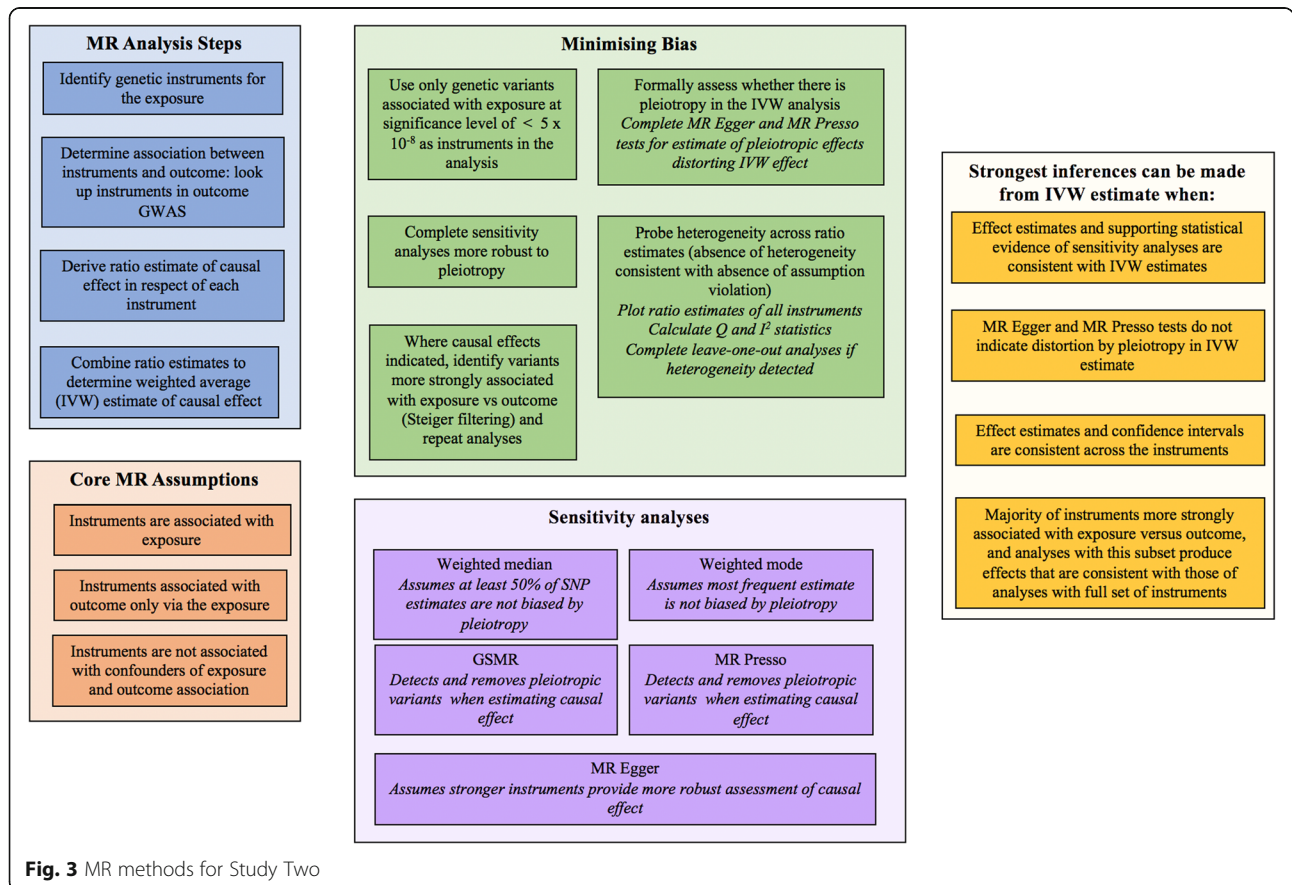 MR Analysis Steps
Identify genetic instruments for
the exposure
Determine association between
instruments and outcome: look
up instruments in outcome
GWAS
Derive ratio estimate of causal
effect in respect of each
instrument
Combine ratio estimates to
determine weighted average
(IVW) estimate of causal effect
Core MR Assumptions
Instruments are associated with
exposure
Instruments associated with
outcome only via the exposure
Instruments are not associated
with confounders of exposure
and outcome association
Minimising Bias
Use only genetic variants
associated with exposure at
significance level of < 5 x
10-8 as instruments in the
analysis
Complete sensitivity
analyses more robust to
pleiotropy
Where causal effects
indicated, identify variants
more strongly associated
with exposure vs outcome
(Steiger filtering) and
repeat analyses
Formally assess whether there is
pleiotropy in the IVW analysis
Complete MR Egger and MR Presso
tests for estimate of pleiotropic effects
distorting IVW effect
Probe heterogeneity across ratio
estimates (absence of heterogeneity
consistent with absence of assumption
violation)
Plot ratio estimates of all instruments
Calculate Q and I2 statistics
Complete leave-one-out analyses if
heterogeneity detected
Sensitivity analyses
Weighted median
Assumes at least 50% of SNP
estimates are not biased by
pleiotropy
Weighted mode
Assumes most frequent estimate
is not biased by pleiotropy
GSMR
Detects and removes pleiotropic
variants when estimating causal
effect
MR Presso
Detects and removes pleiotropic
variants when estimating causal
effect
MR Egger
Assumes stronger instruments provide more robust assessment of causal
effect
Strongest inferences can be made
from IVW estimate when:
Effect estimates and supporting statistical
evidence of sensitivity analyses are
consistent with IVW estimates
MR Egger and MR Presso tests do not
indicate distortion by pleiotropy in IVW
estimate
Effect estimates and confidence intervals
are consistent across the instruments
Majority of instruments more strongly
associated with exposure versus outcome,
and analyses with this subset produce
effects that are consistent with those of
analyses with full set of instruments
Fig. 3 MR methods for Study Two